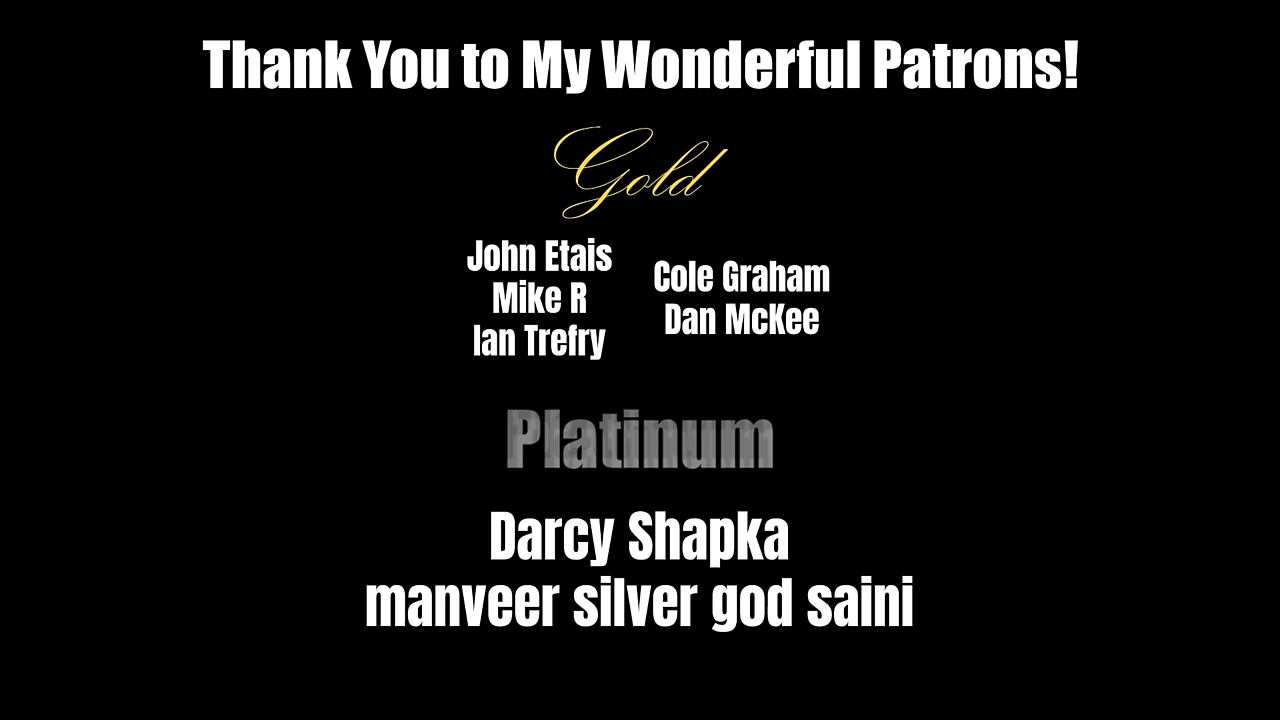 Thank You to My Wonderful Patrons!
Gold
John Etais
Mike R
Ian Trefry
Cole Graham
Dan McKee
Platinum
Darcy Shapka
manveer silver god saini